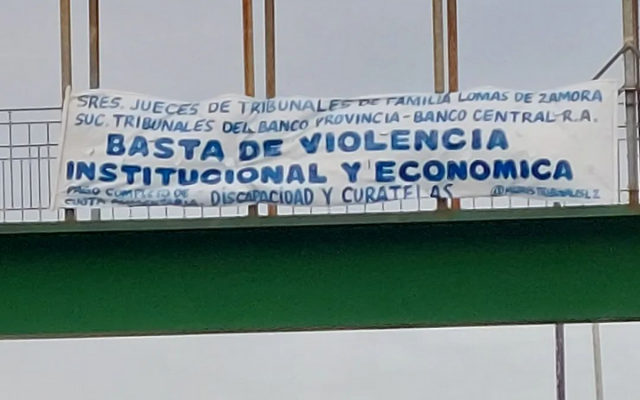 SRES. JUECES DE TRIBUNALES DE FAMILIA LOMAS DE ZAMORA
SUC. TRIBUNALES DEL BANCO PROVINCIA - BANCO CENTRAL R.A.
BASTA DE VIOLENCIA
INSTITUCIONAL Y ECONOMICA
PAGO COMPLETO DE
CUOTA DISCAPACIDAD Y CURATELAS